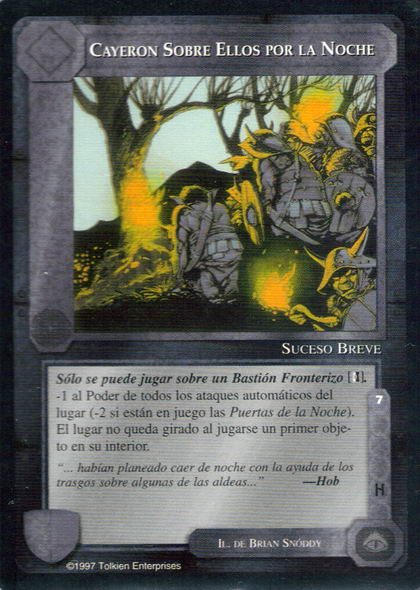 Cayeron Sobre Ellos por la Noche
Suceso Breve
Sólo se puede jugar sobre un Bastión Fronterizo [].
-1 al Poder de todos los ataques automáticos del
lugar (-2 si están en juego las Puertas de la Noche).
El lugar no queda girado al jugarse un primer obje-
to en su interior.
"... habían planeado caer de noche con la ayuda de los
trasgos sobre algunas de las aldeas..." —Hob
7
Il. de Brian Snóddy
©1997 Tolkien Enterprises